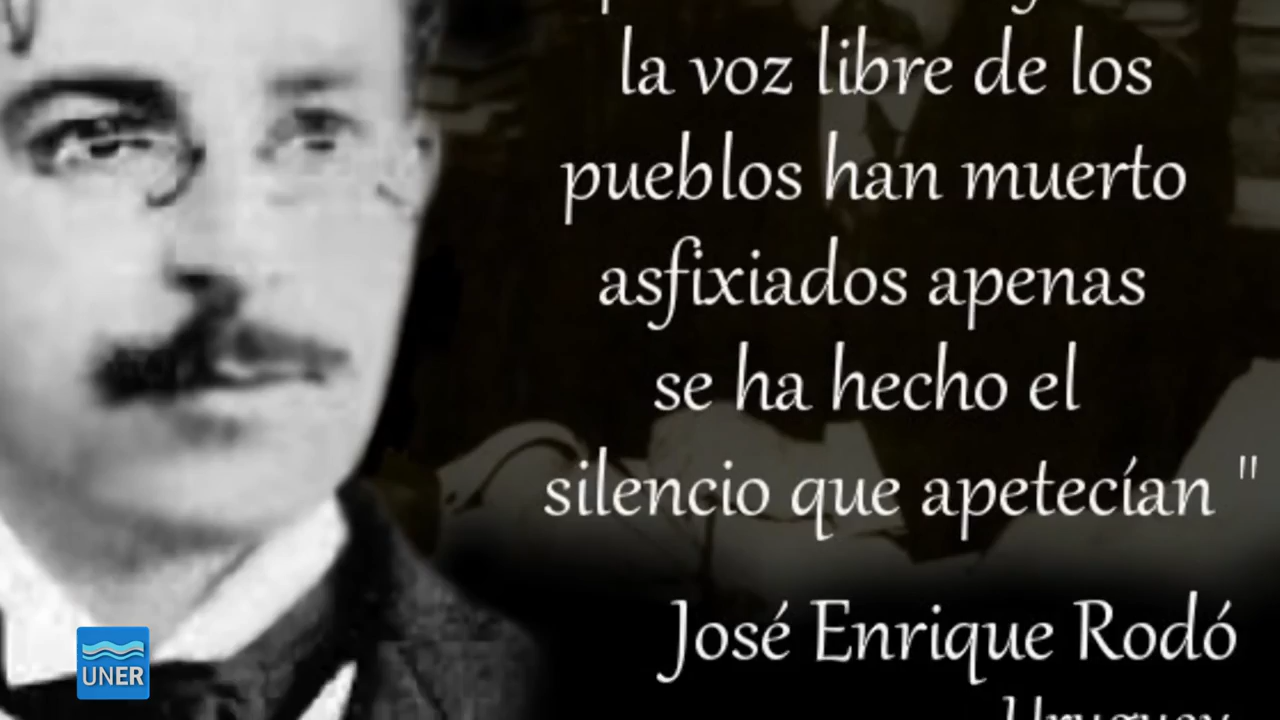 la voz libre de los
pueblos han muerto
asfixiados apenas
se ha hecho el
silencio que apetecían "
José Enrique Rodó
Uruguay
UNER